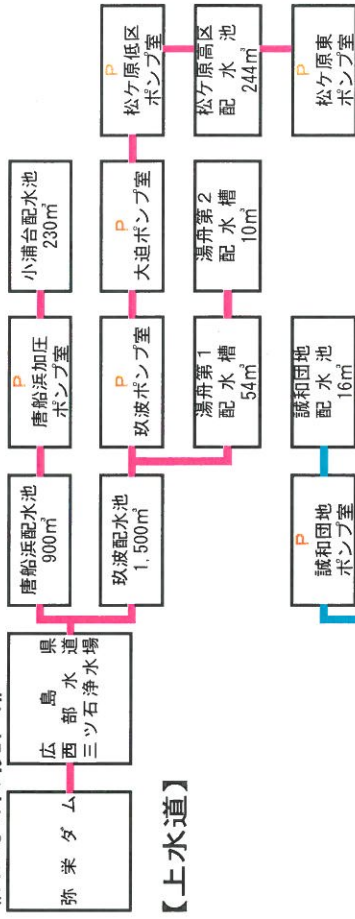 弥栄ダム
広島県
西部水道
三ツ石浄水場
唐船浜配水池
900㎥
P
唐船浜加圧
ポンプ室
小浦台配水池
230㎥
玖波配水池
1,500㎥
P
玖波ポンプ室
P
大迫ポンプ室
P
松ケ原低区
ポンプ室
湯舟第1
配水槽
54㎥
湯舟第2
配水槽
10㎥
松ケ原高区
配水池
244㎥
P
松ケ原東
ポンプ室
【上水道】
P
誠和団地
ポンプ室
誠和団地
配水池
16㎥